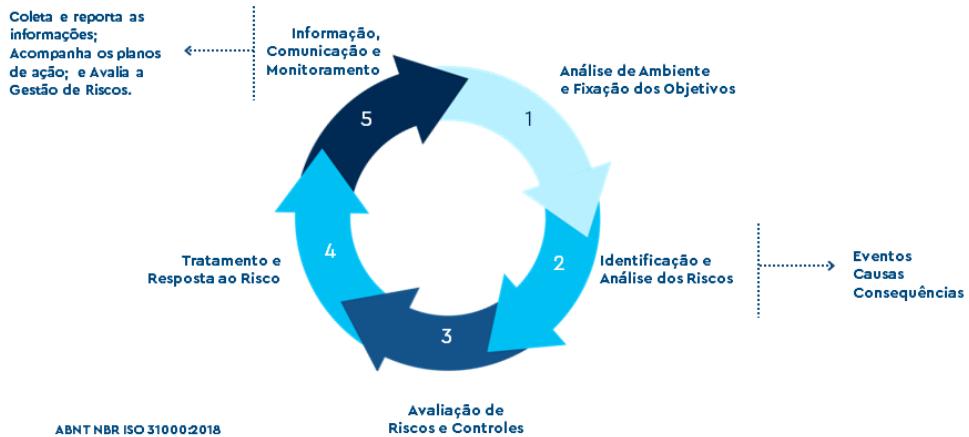 Coleta e reporta as
informações;
Acompanha os planos
de ação; e Avalia a
Gestão de Riscos.
Informação,
Comunicação e
Monitoramento
5
1
Análise de Ambiente
e Fixação dos Objetivos
2
Identificação e
Análise dos Riscos
Eventos
Causas
Consequências
3
Avaliação de
Riscos e Controles
4
Tratamento e
Resposta ao Risco
ABNT NBR ISO 31000:2018